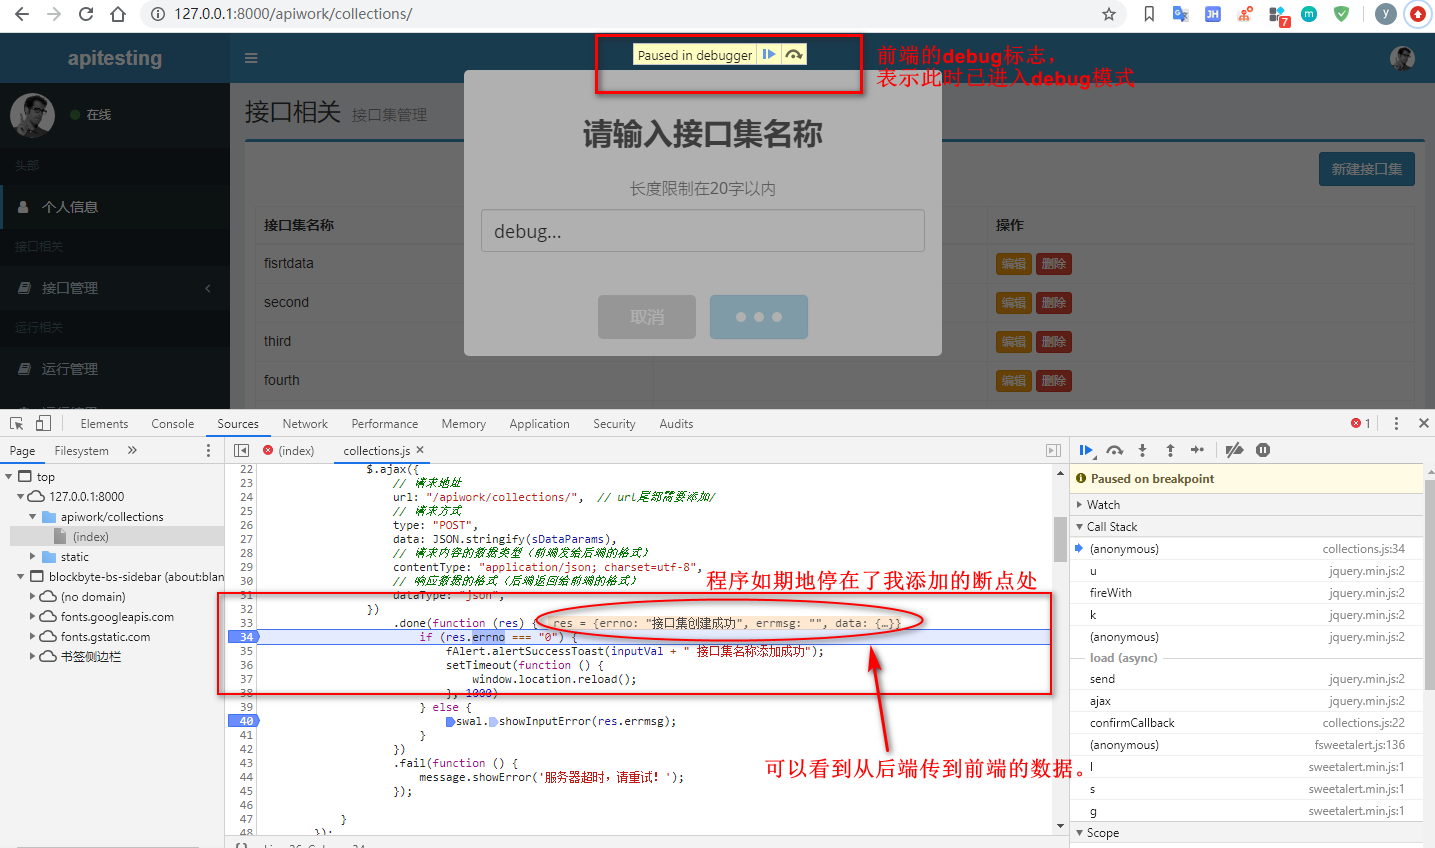 127.0.0.1:8000/apiwork/collections/
JH
7
m
y
apitesting
Paused in debugger
前端的debug标志,
表示此时已进入debug模式
在线
头部
个人信息
接口相关
接口管理
运行相关
运行管理
接口相关 接口集管理
新建接口集
接口集名称
操作
fisrtdata
编辑 删除
second
编辑 删除
third
编辑 删除
fourth
编辑 删除
请输入接口集名称
长度限制在20字以内
debug...
取消
Elements Console Sources Network Performance Memory Application Security Audits
1
Page Filesystem »
(index)
collections.js
top
127.0.0.1:8000
apiwork/collections
(index)
static
blockbyte-bs-sidebar (about:blan
(no domain)
fonts.googleapis.com
fonts.gstatic.com
书签侧边栏
22 $.ajax({
23 // 请求地址
24 url: "/apiwork/collections/", // url尾部需要添加/
25 // 请求方式
26 type: "POST",
27 data: JSON.stringify(sDataParams),
28 // 请求内容的数据类型（前端发给后端的格式）
29 contentType: "application/json; charset=utf-8",
30 // 响应数据的格式（后端返回给前端的格式）
31 dataType: "json",
32 })
33 .done(function (res) { res = {errno: "接口集创建成功", errmsg: "", data: {…}}
34 if (res.errno === "0") {
35 fAlert.alertSuccessToast(inputVal + " 接口集名称添加成功");
36 setTimeout(function () {
37 window.location.reload();
38 }, 1000)
39 } else {
40 swal.showInputError(res.errmsg);
41 }
42 })
43 .fail(function () {
44 message.showError('服务器超时，请重试！');
45 });
46
47 }
48 });
程序如期地停在了我添加的断点处
可以看到从后端传到前端的数据。
Paused on breakpoint
Watch
Call Stack
(anonymous) collections.js:34
u jquery.min.js:2
fireWith jquery.min.js:2
k jquery.min.js:2
(anonymous) jquery.min.js:2
load (async)
send jquery.min.js:2
ajax jquery.min.js:2
confirmCallback collections.js:22
(anonymous) fsweetalert.js:136
l sweetalert.min.js:1
s sweetalert.min.js:1
g sweetalert.min.js:1
Scope